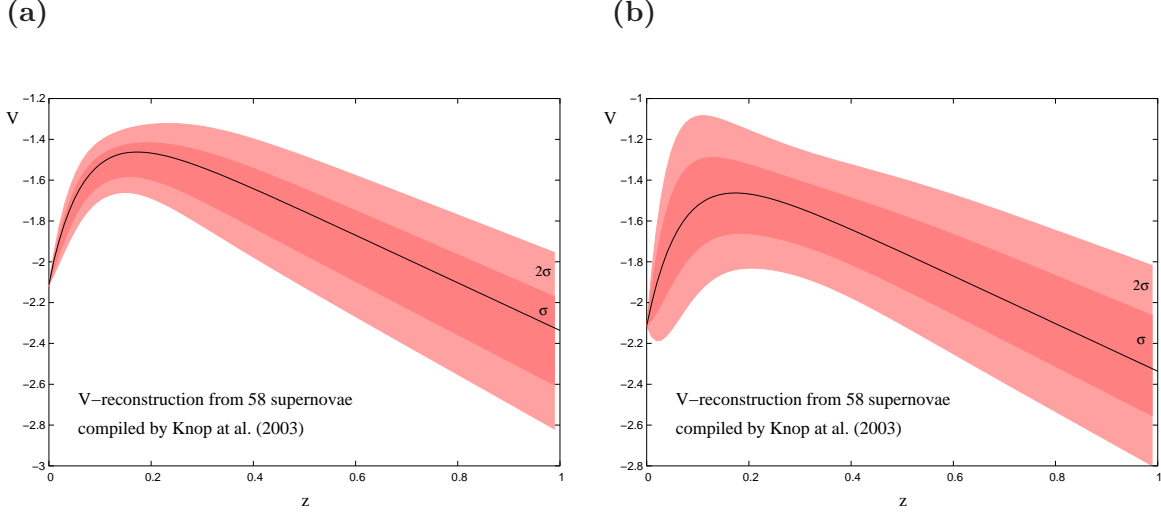 (a)
−1.2
V
−1.4
−1.6
−1.8
−2
−2.2
−2.4
−2.6
−2.8
−3
2σ
σ
V−reconstruction from 58 supernovae
compiled by Knop at al. (2003)
0
0.2
0.4
0.6
0.8
1
z
(b)
−1
V
−1.2
−1.4
−1.6
−1.8
−2
−2.2
−2.4
−2.6
−2.8
2σ
σ
V−reconstruction from 58 supernovae
compiled by Knop at al. (2003)
0
0.2
0.4
0.6
0.8
1
z